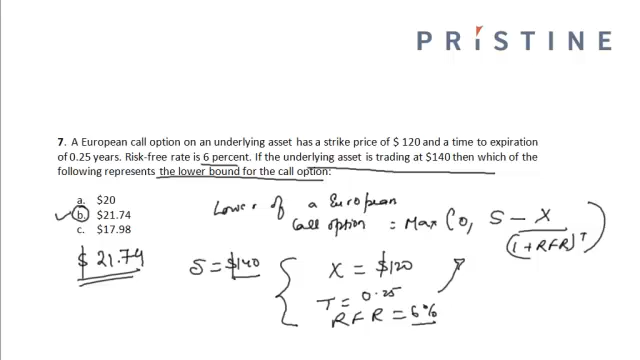 PRISTINE
7. A European call option on an underlying asset has a strike price of $ 120 and a time to expiration
of 0.25 years. Risk-free rate is 6 percent. If the underlying asset is trading at $140 then which of the
following represents the lower bound for the call option:
a. $20
b. $21.74
c. $17.98
$ 21.74
Lower of a European
Call option = Max (0, S - X / (1 + RFR)^T)
S = $140
X = $120
T = 0.25
RFR = 6%